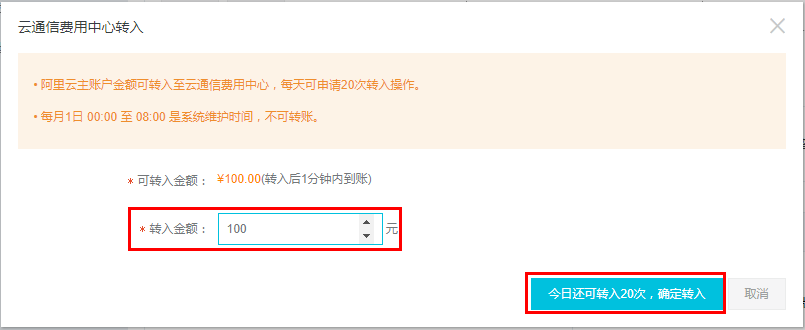 云通信费用中心转入
• 阿里云主账户金额可转入至云通信费用中心，每天可申请20次转入操作。
• 每月1日 00:00 至 08:00 是系统维护时间，不可转账。
* 可转入金额： ¥100.00(转入后1分钟内到账)
* 转入金额： 100 元
今日还可转入20次，确定转入 取消